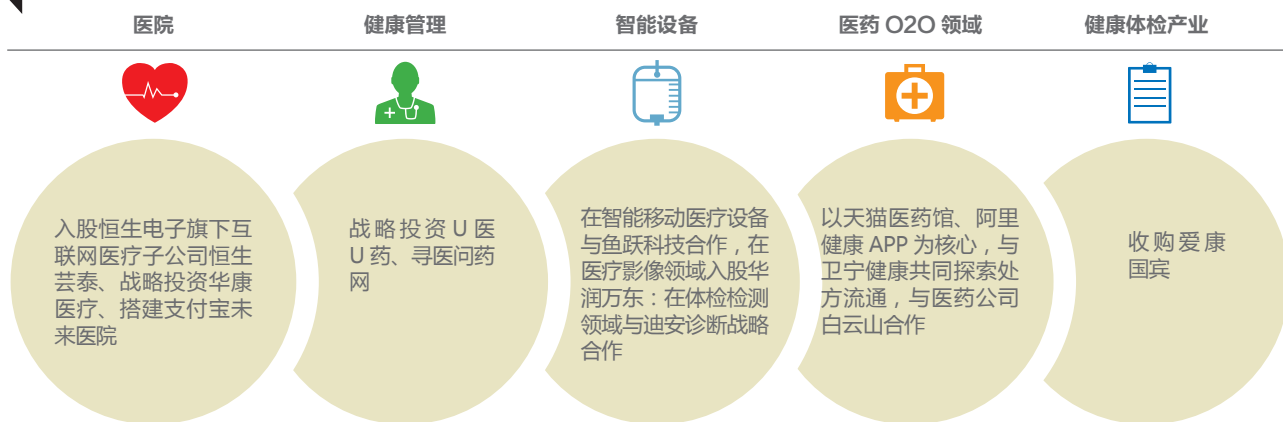 医院
健康管理
智能设备
医药 O2O 领域
健康体检产业
入股恒生电子旗下互
联网医疗子公司恒生
芸泰、战略投资华康
医疗、搭建支付宝未
来医院
战略投资 U 医
U 药、寻医问药
网
在智能移动医疗设备
与鱼跃科技合作，在
医疗影像领域入股华
润万东：在体检检测
领域与迪安诊断战略
合作
以天猫医药馆、阿里
健康 APP 为核心，与
卫宁健康共同探索处
方流通，与医药公司
白云山合作
收购爱康
国宾